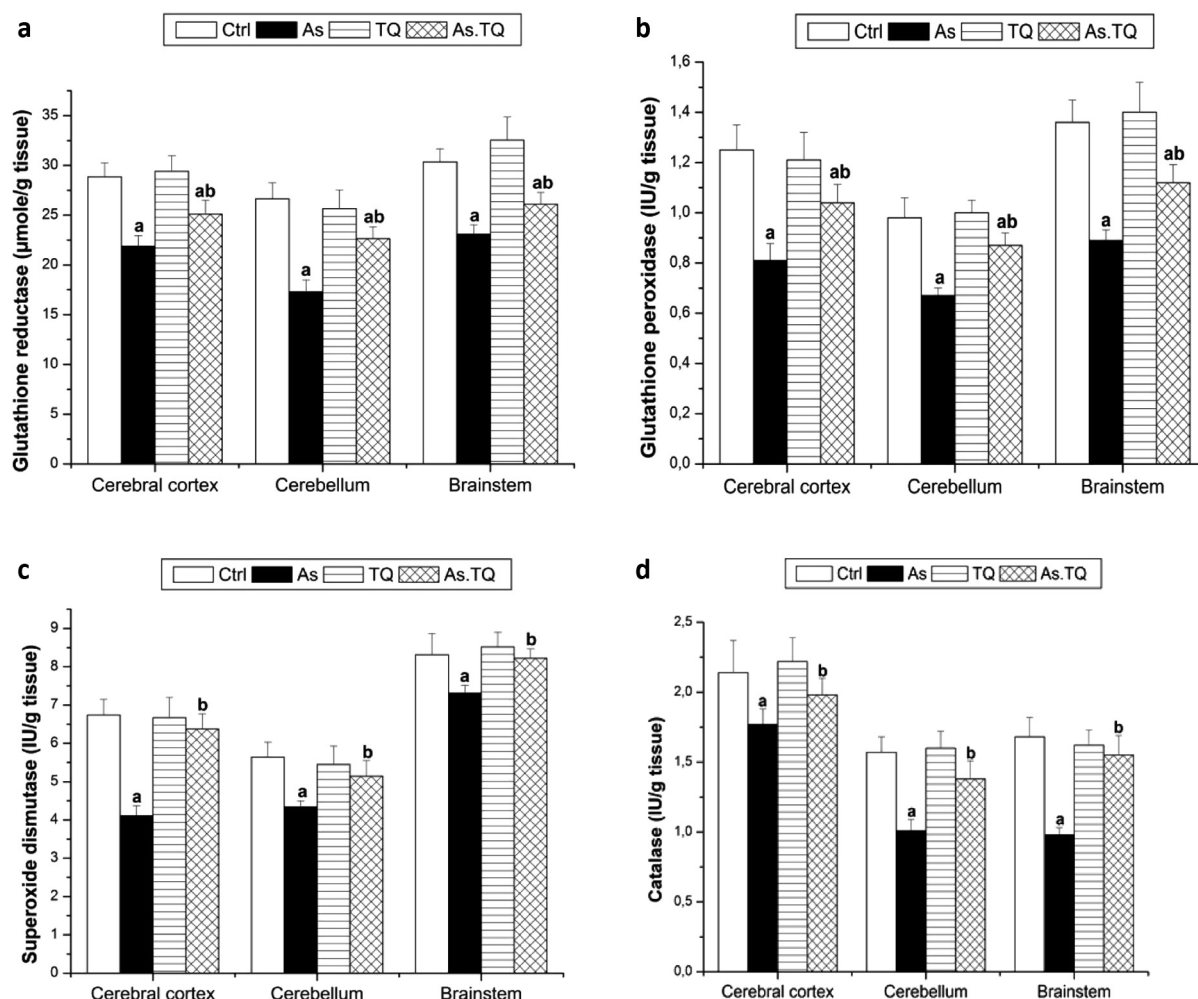 a
Ctrl As TQ As.TQ
Glutathione reductase (µmole/g tissue)
35
30
25
20
15
10
5
0
a
ab
a
ab
a
ab
Cerebral cortex Cerebellum Brainstem
b
Ctrl As TQ As.TQ
Glutathione peroxidase (IU/g tissue)
1,6
1,4
1,2
1,0
0,8
0,6
0,4
0,2
0,0
a
ab
a
ab
a
ab
Cerebral cortex Cerebellum Brainstem
c
Ctrl As TQ As.TQ
Superoxide dismutase (IU/g tissue)
9
8
7
6
5
4
3
2
1
0
a
b
a
b
a
b
Cerebral cortex Cerebellum Brainstem
d
Ctrl As TQ As.TQ
Catalase (IU/g tissue)
2,5
2,0
1,5
1,0
0,5
0,0
a
b
a
b
a
b
Cerebral cortex Cerebellum Brainstem